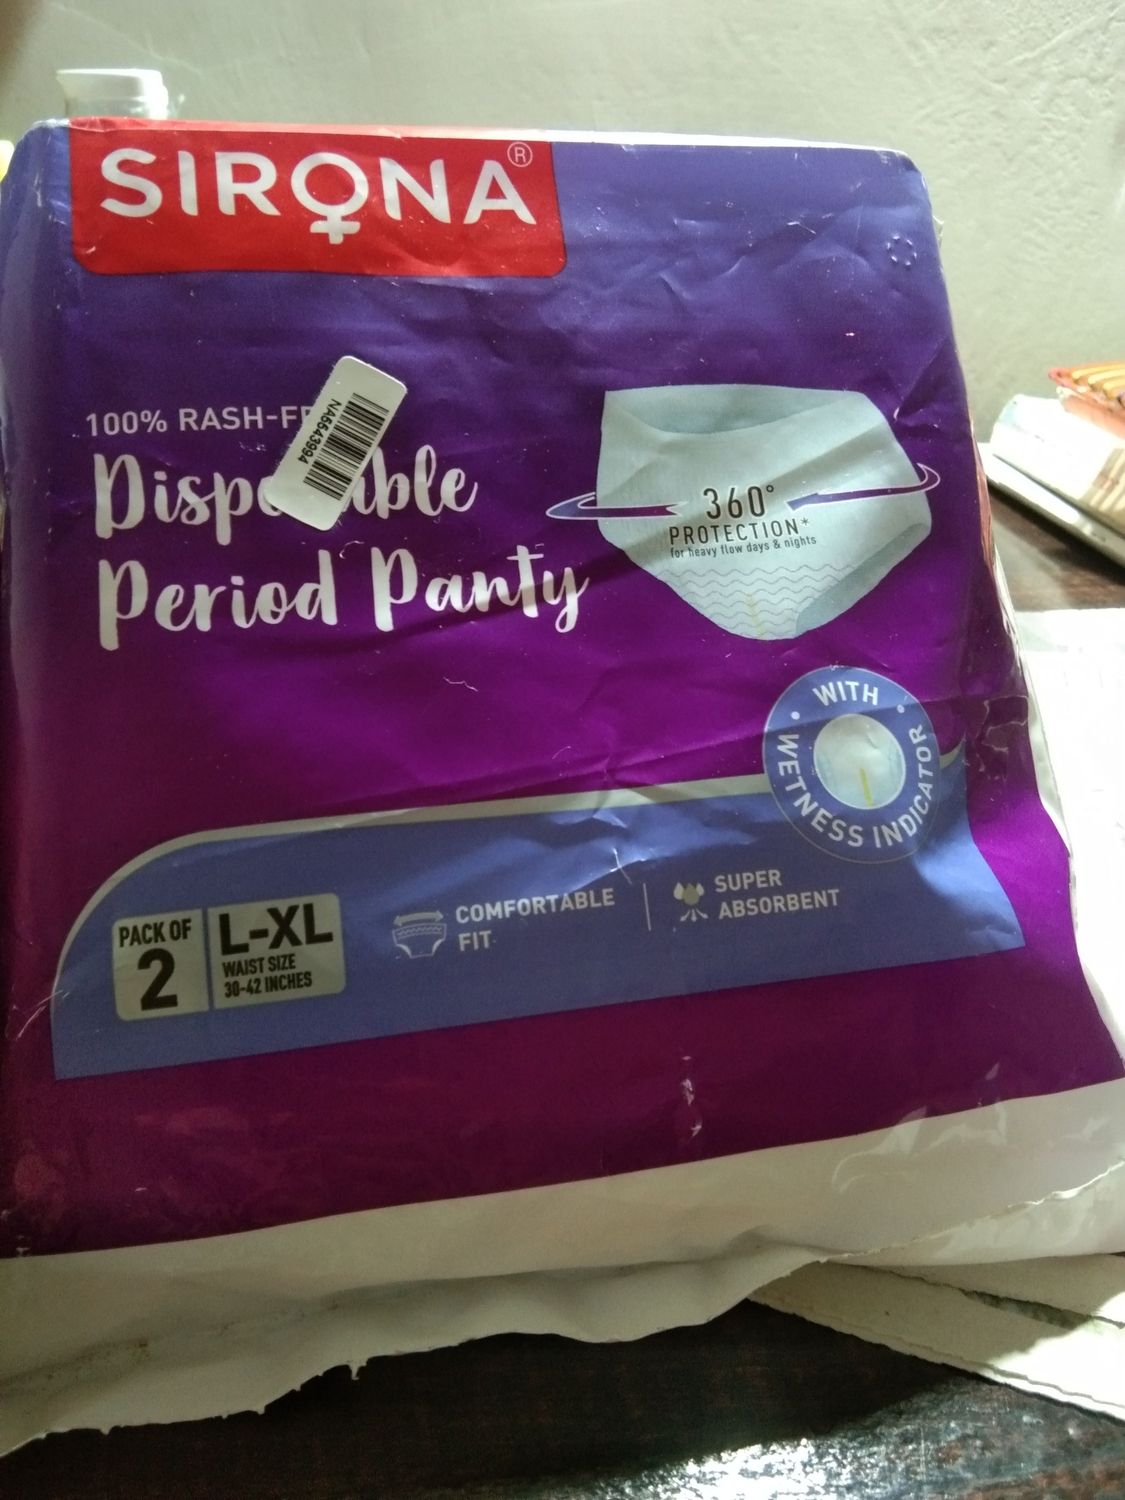 SIRONA®
100% RASH-F
NA6643994
Disp ble
Period Panty
360°
PROTECTION*
for heavy flow days & nights
WITH
• WETNESS INDICATOR •
PACK OF
2
L-XL
WAIST SIZE
30-42 INCHES
COMFORTABLE
FIT
SUPER
ABSORBENT